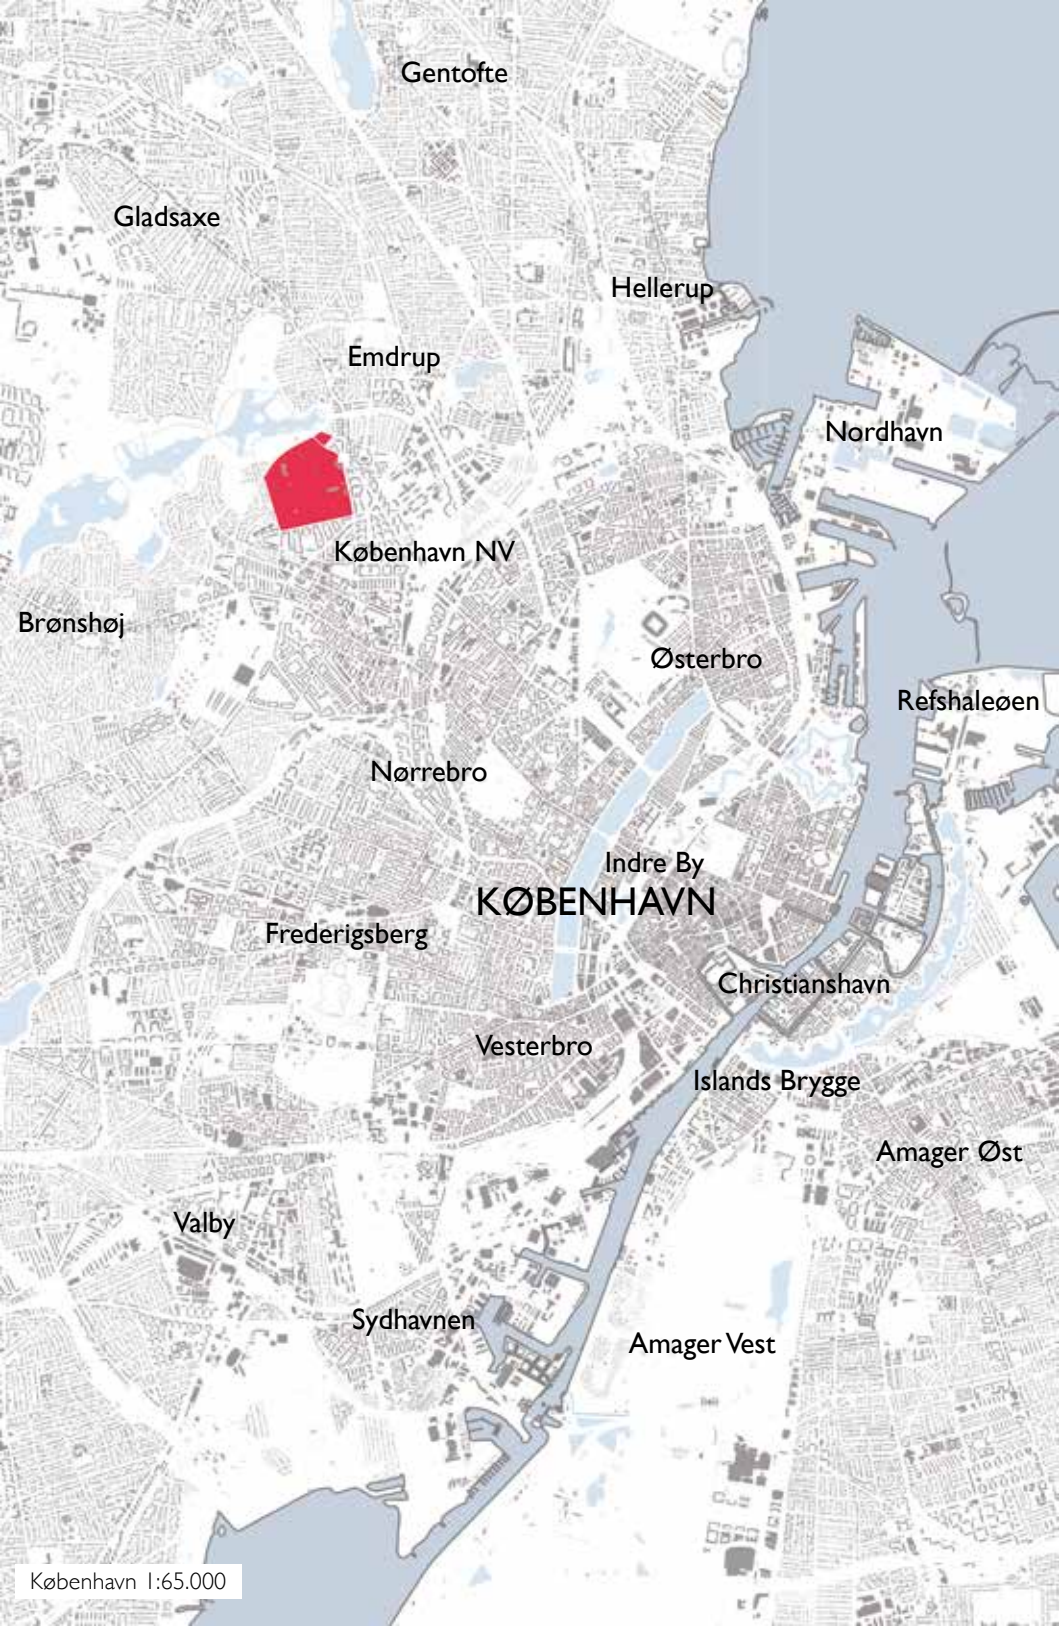 Gentofte
Gladsaxe
Hellerup
Emdrup
Nordhavn
København NV
Brønshøj
Østerbro
Refshaleøen
Nørrebro
Indre By
KØBENHAVN
Frederigsberg
Christianshavn
Vesterbro
Islands Brygge
Amager Øst
Valby
Sydhavnen
Amager Vest
København 1:65.000